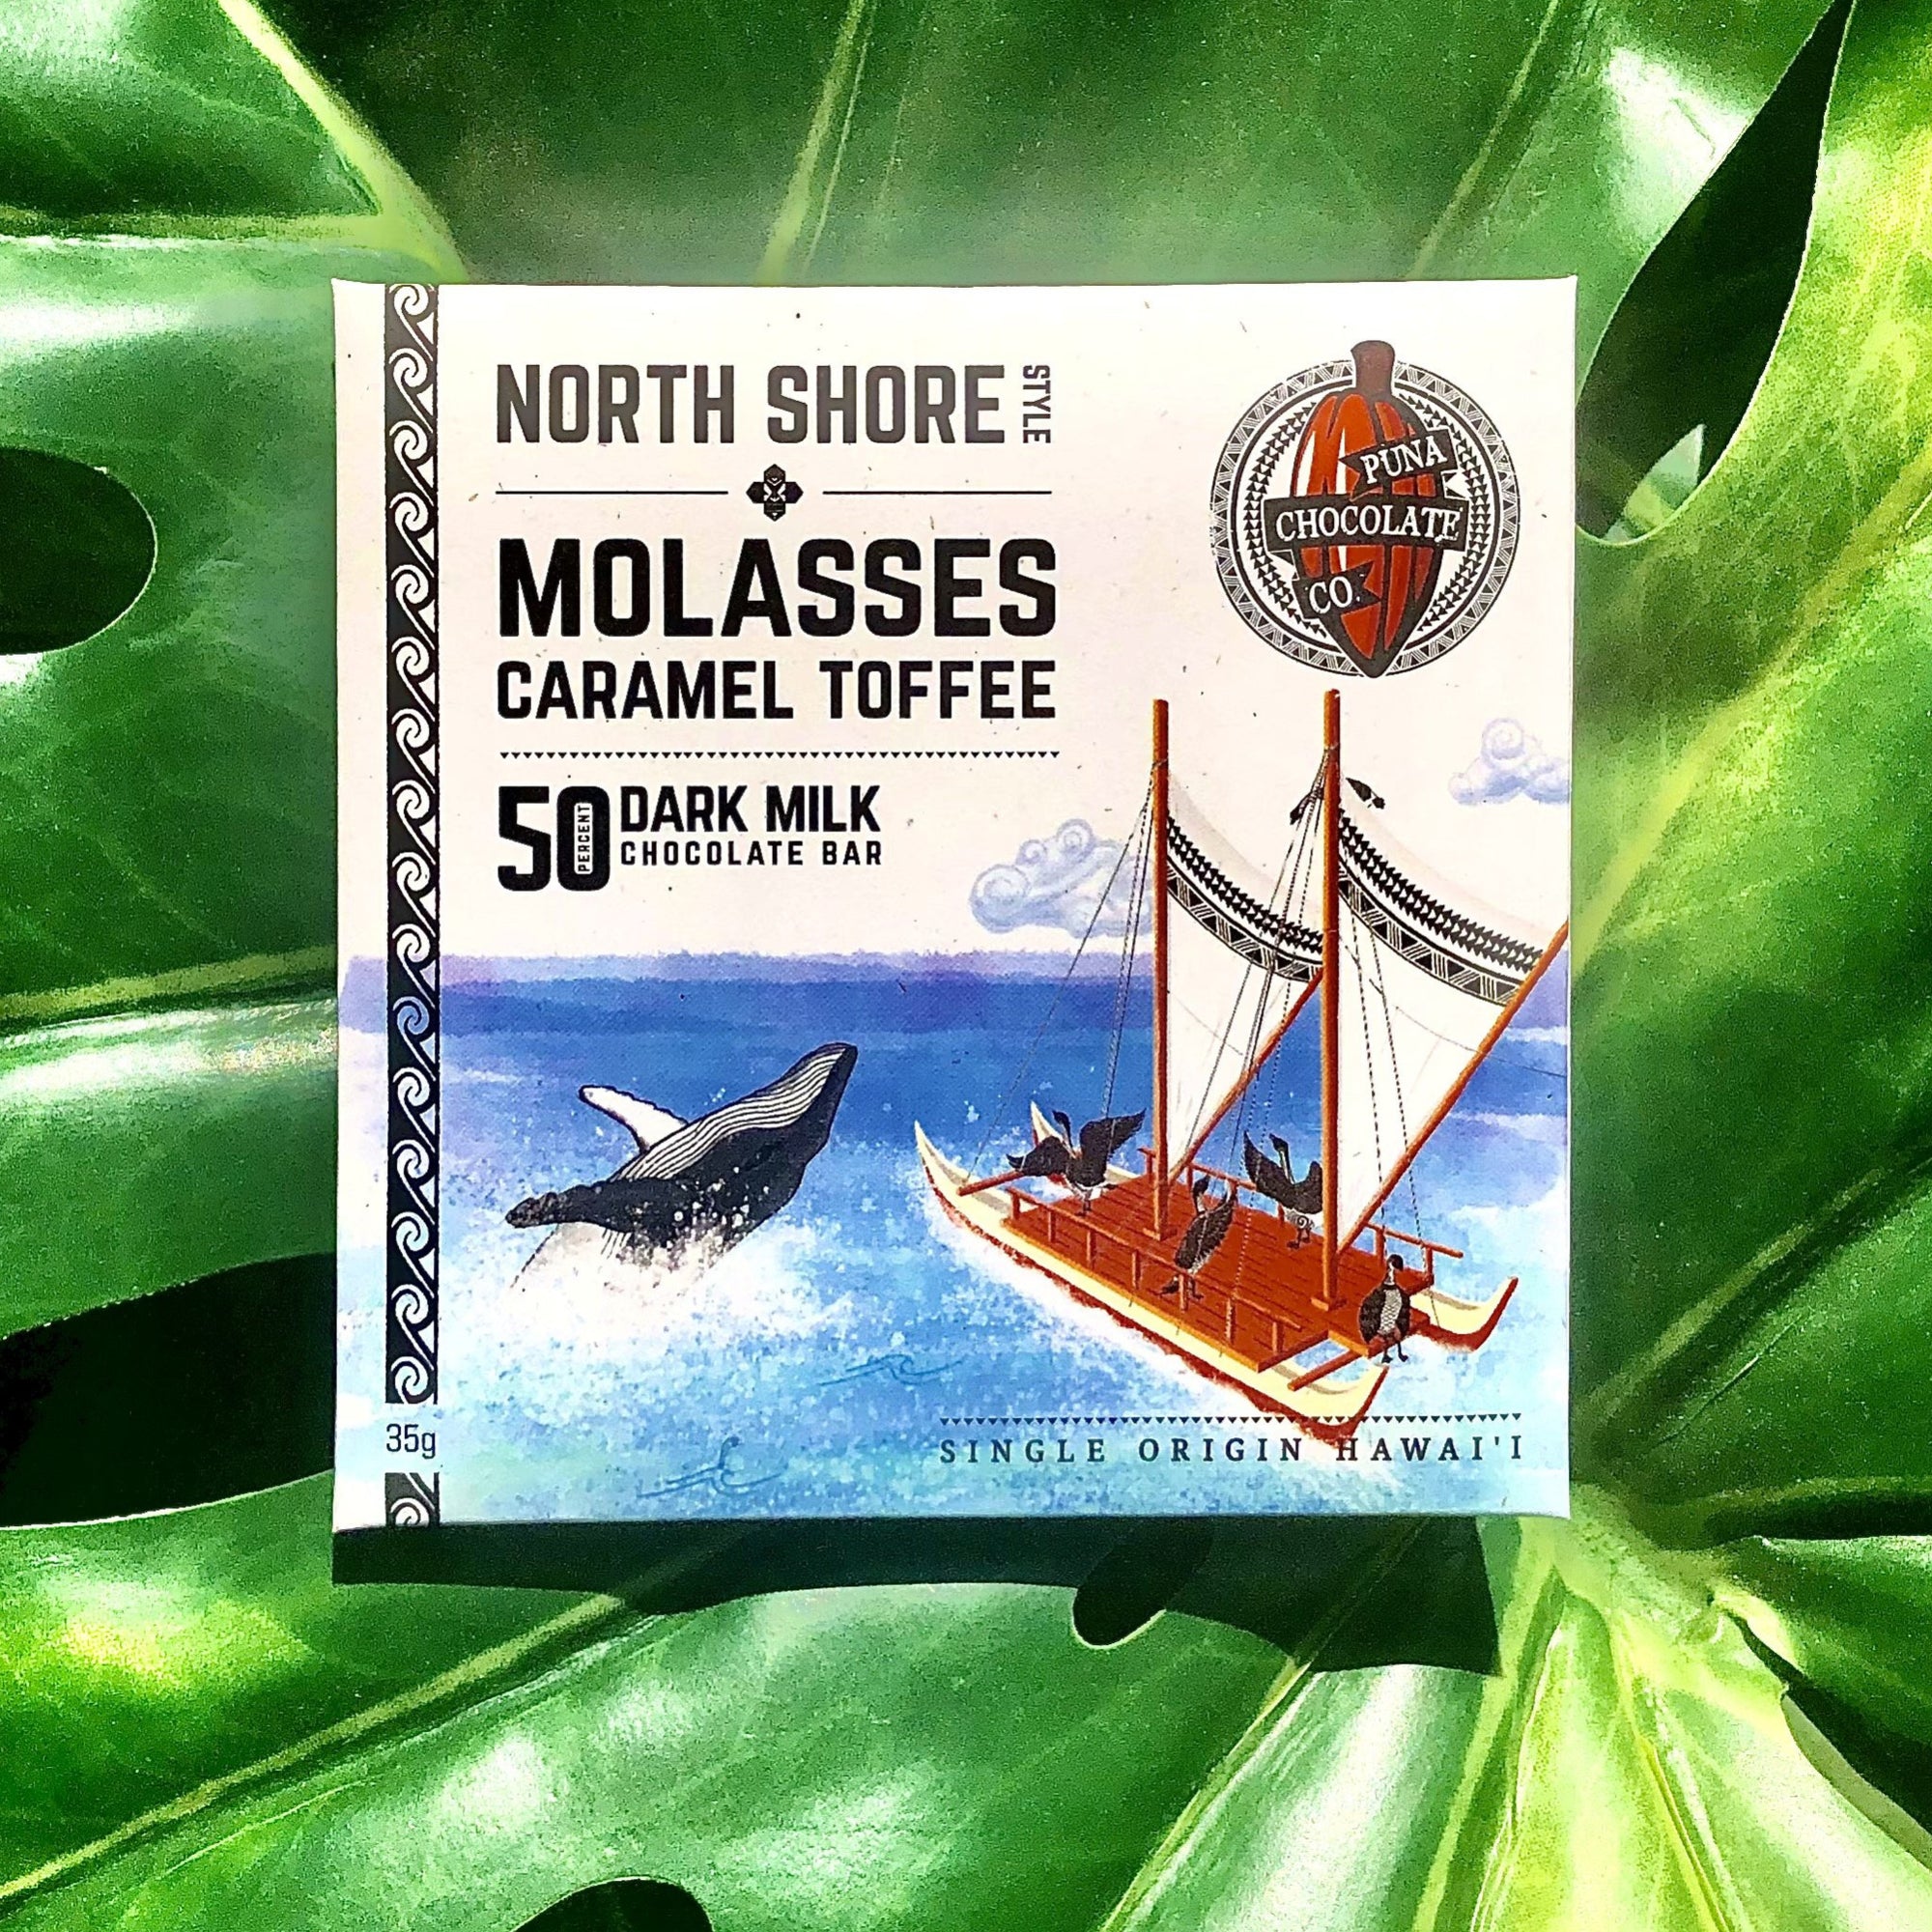 NORTH SHORE STYLE
MOLASSES
CARAMEL TOFFEE
50 PERCENT DARK MILK
CHOCOLATE BAR
PUNA
CHOCOLATE
CO.
35g
SINGLE ORIGIN HAWAI'I